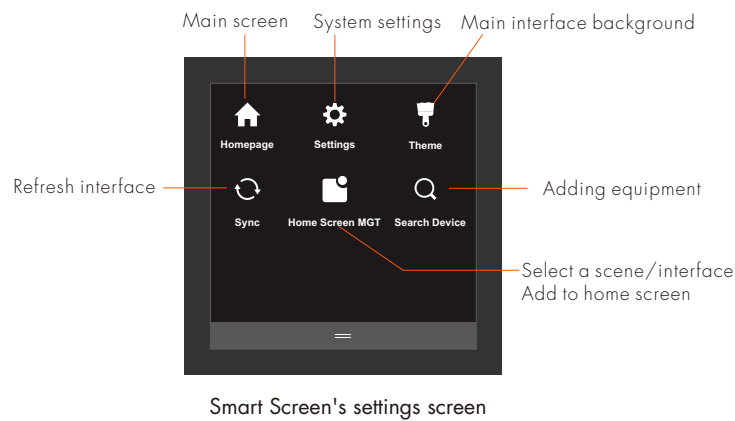 Main screen
System settings
Main interface background
Homepage
Settings
Theme
Refresh interface
Adding equipment
Sync
Home Screen MGT
Search Device
Select a scene/interface
Add to home screen
Smart Screen's settings screen